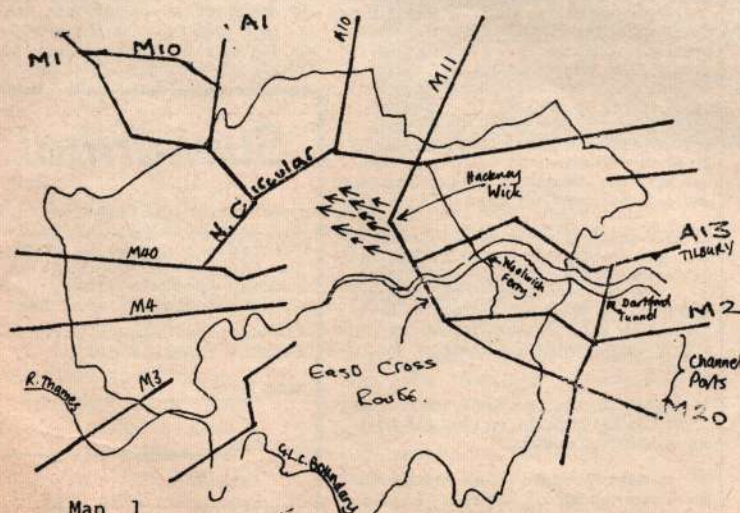 A1
M1
M10
A10
M11
N. Circular
Hackney
Wick
A13
TILBURY
M40
Woolwich
Ferry
M4
Dartford
Tunnel
M2
East Cross
Route.
Channel
Ports
M3
R. Thames
M20
G.L.C. Boundary
Map 1